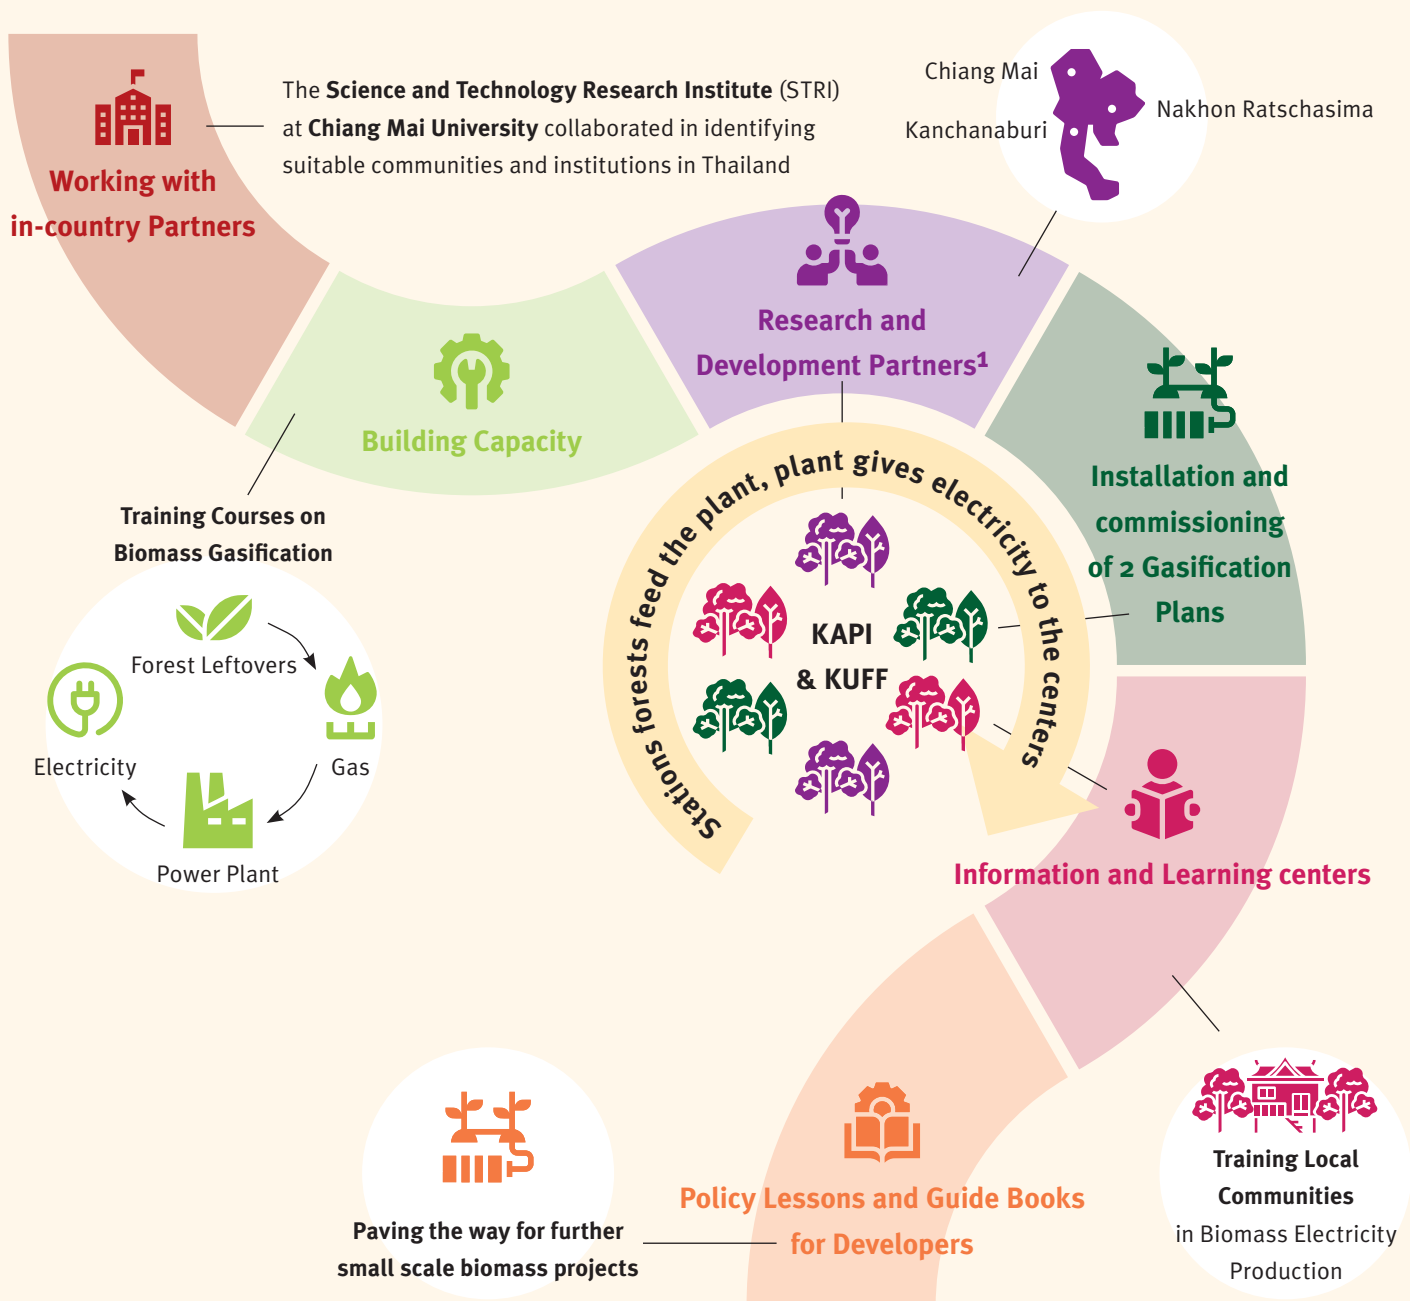 Working with
in-country Partners
The Science and Technology Research Institute (STRI)
at Chiang Mai University collaborated in identifying
suitable communities and institutions in Thailand
Chiang Mai
Kanchanaburi
Nakhon Ratschasima
Building Capacity
Research and
Development Partners¹
Installation and
commissioning
of 2 Gasification
Plans
Training Courses on
Biomass Gasification
Forest Leftovers
Gas
Power Plant
Electricity
Stations forests feed the plant, plant gives electricity to the centers
KAPI
& KUFF
Information and Learning centers
Training Local
Communities
in Biomass Electricity
Production
Policy Lessons and Guide Books
for Developers
Paving the way for further
small scale biomass projects